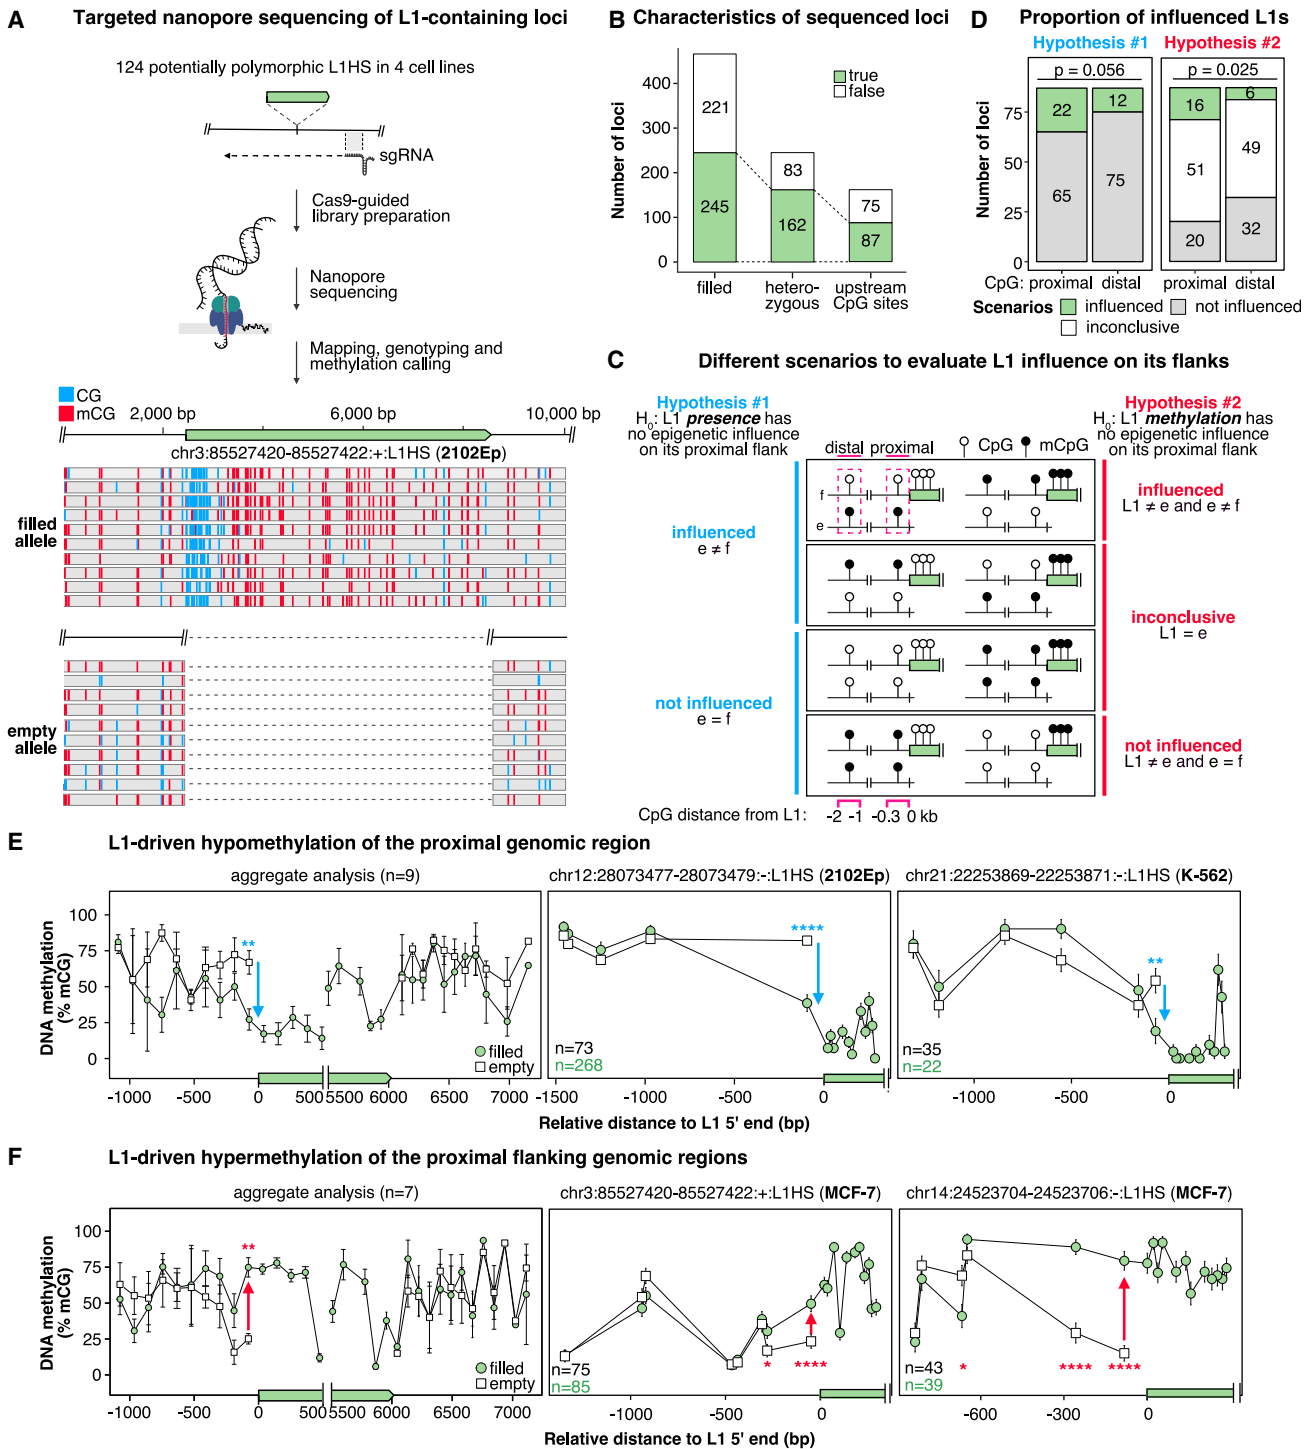 A
Targeted nanopore sequencing of L1-containing loci
124 potentially polymorphic L1HS in 4 cell lines
sgRNA
Cas9-guided
library preparation
Nanopore
sequencing
Mapping, genotyping and
methylation calling
CG
mCG
2,000 bp
6,000 bp
10,000 bp
chr3:85527420-85527422:+:L1HS (2102Ep)
filled
allele
empty
allele
B
Characteristics of sequenced loci
Number of loci
400
300
200
100
0
true
false
221
245
83
162
75
87
filled
hetero-
zygous
upstream
CpG sites
D
Proportion of influenced L1s
Hypothesis #1
Hypothesis #2
p = 0.056
p = 0.025
Number of loci
75
50
25
0
22
65
12
75
16
51
20
6
49
32
CpG: proximal distal
proximal distal
Scenarios
influenced
not influenced
inconclusive
C
Different scenarios to evaluate L1 influence on its flanks
Hypothesis #1
H0: L1 presence has
no epigenetic influence
on its proximal flank
distal proximal
CpG
mCpG
Hypothesis #2
H0: L1 methylation has
no epigenetic influence
on its proximal flank
f
e
influenced
e ≠ f
not influenced
e = f
influenced
L1 ≠ e and e ≠ f
inconclusive
L1 = e
not influenced
L1 ≠ e and e = f
CpG distance from L1: -2 -1 -0.3 0 kb
E
L1-driven hypomethylation of the proximal genomic region
aggregate analysis (n=9)
chr12:28073477-28073479:-:L1HS (2102Ep)
chr21:22253869-22253871:-:L1HS (K-562)
DNA methylation
(% mCG)
100
75
50
25
0
**
filled
empty
****
n=73
n=268
**
n=35
n=22
-1000 -500 0 500 5500 6000 6500 7000
-1500 -1000 -500 0
-1000 -500 0
Relative distance to L1 5' end (bp)
F
L1-driven hypermethylation of the proximal flanking genomic regions
aggregate analysis (n=7)
chr3:85527420-85527422:+:L1HS (MCF-7)
chr14:24523704-24523706:-:L1HS (MCF-7)
DNA methylation
(% mCG)
100
75
50
25
0
**
filled
empty
n=75
n=85
* ****
n=43
n=39
* **** ****
-1000 -500 0 500 5500 6000 6500 7000
-1000 -500 0
-600 -300 0
Relative distance to L1 5' end (bp)